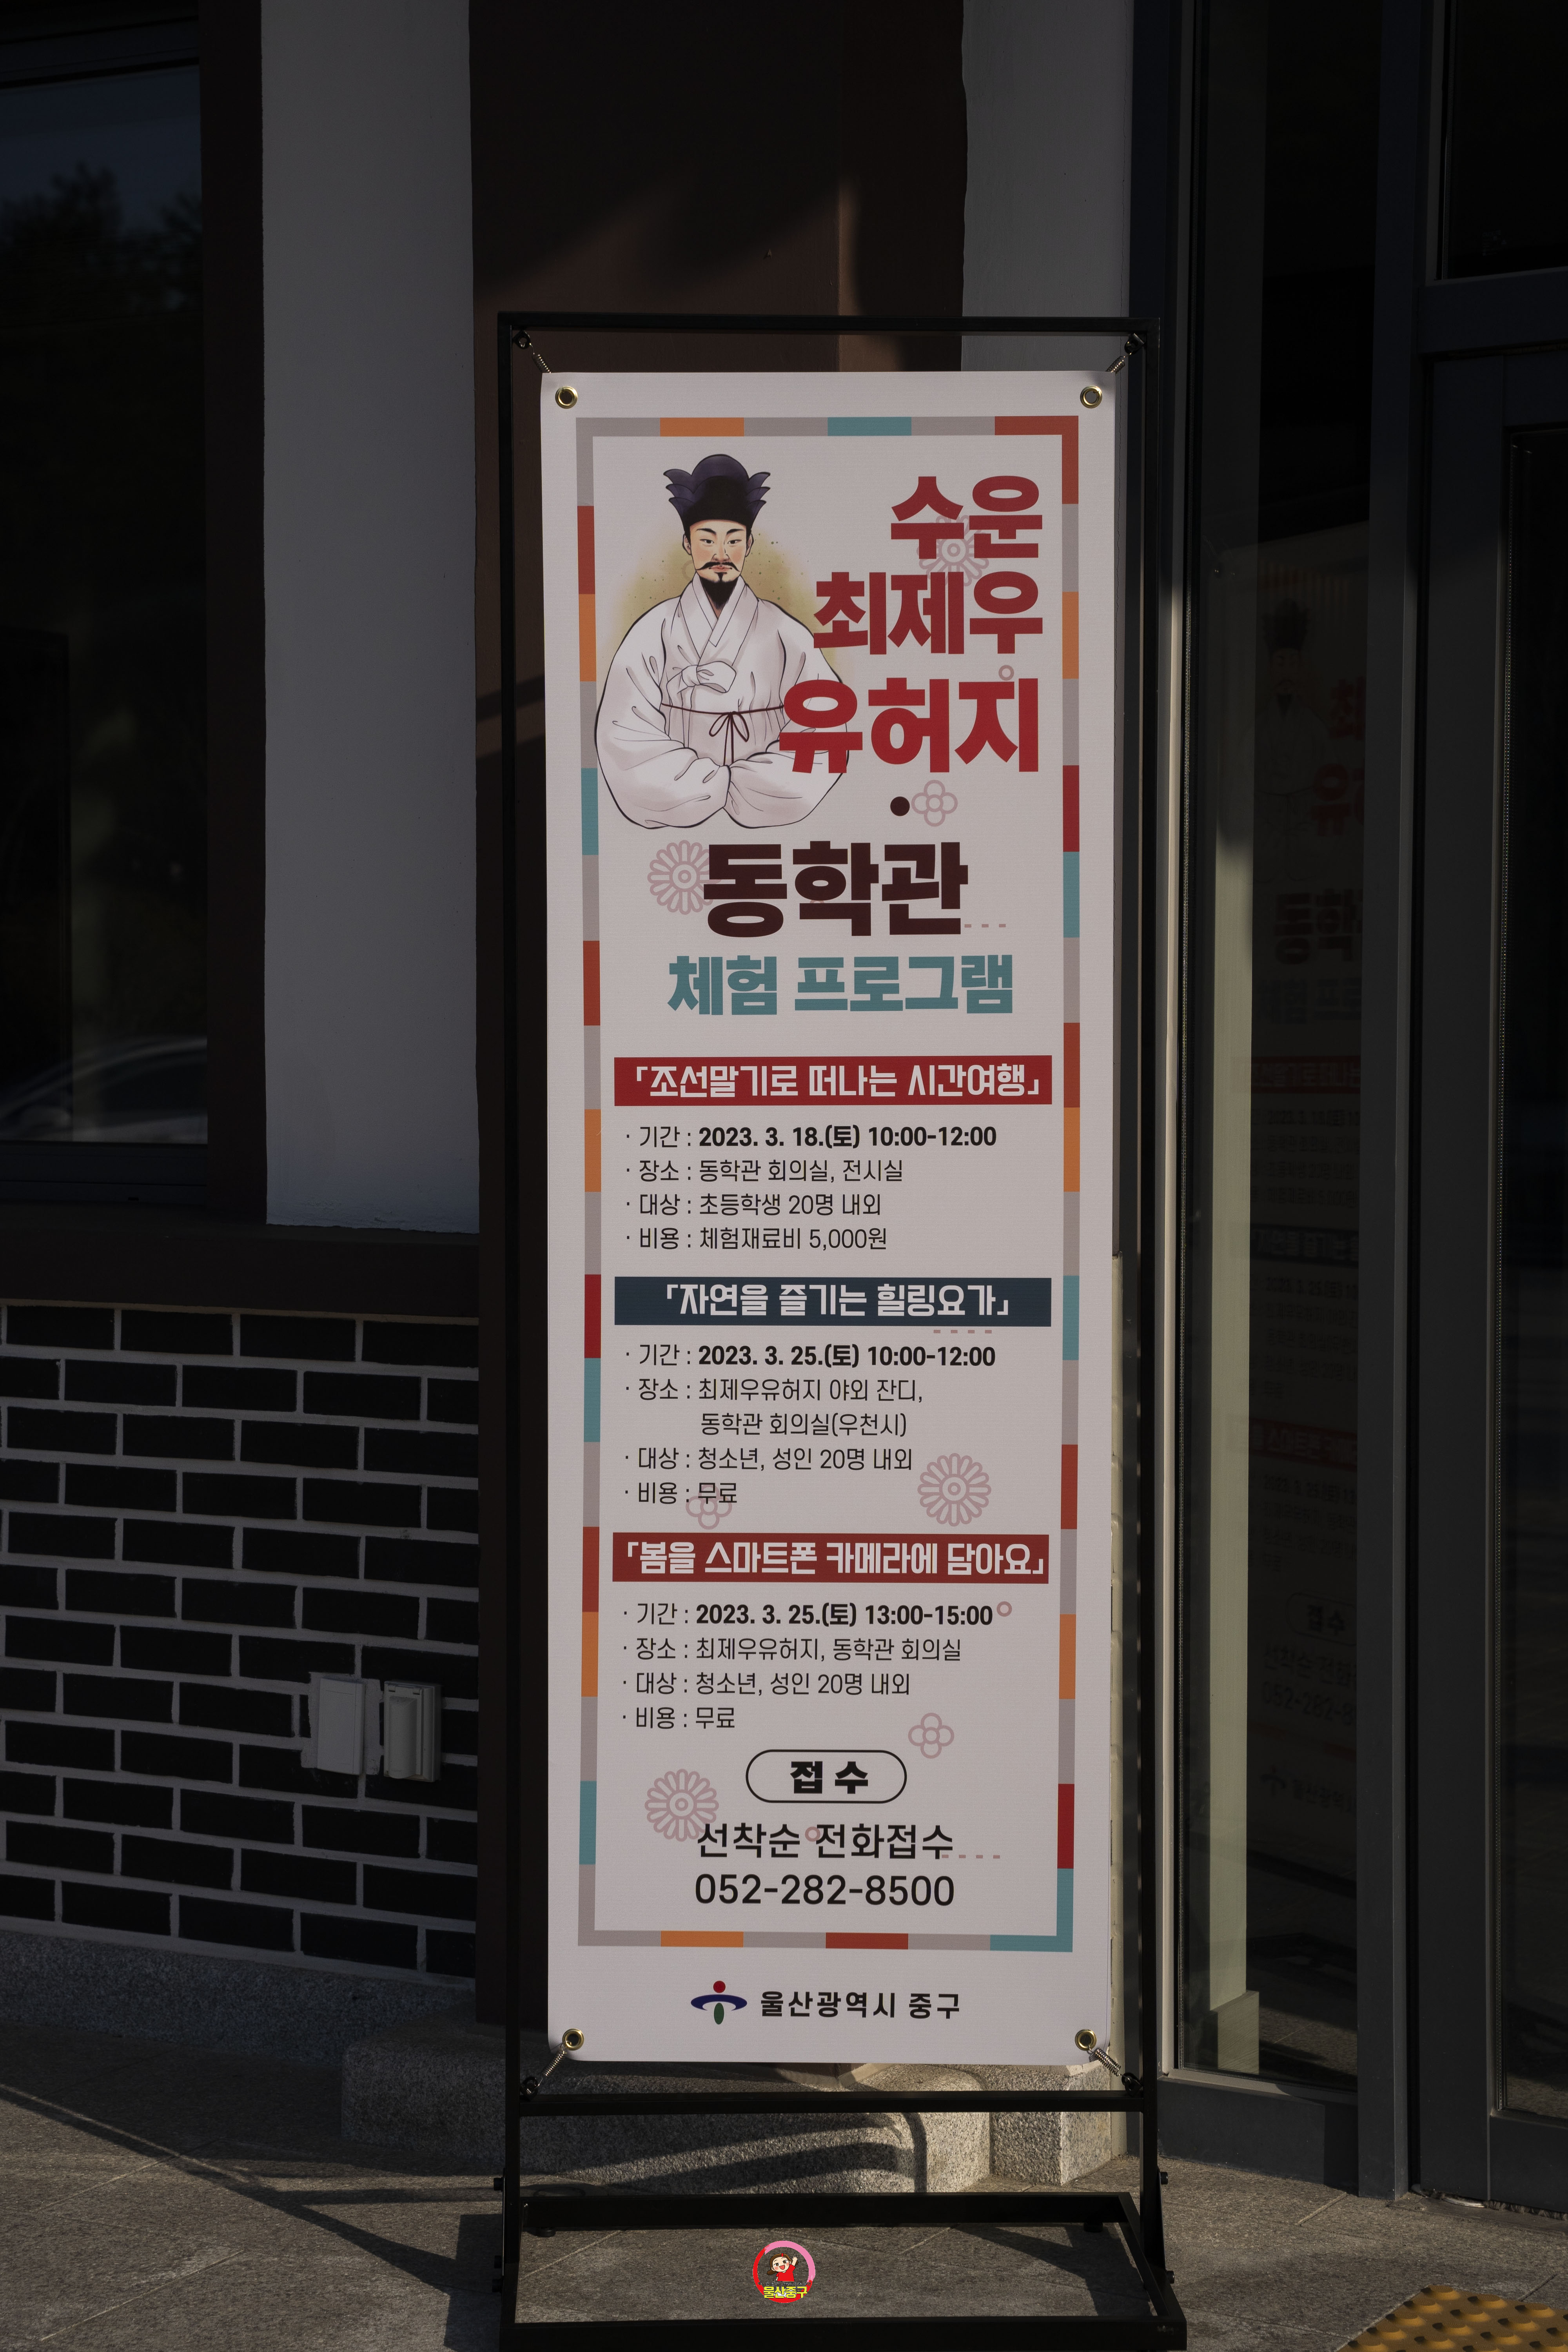 수운
최제우
유허지
•
동학관
체험 프로그램
「조선말기로 떠나는 시간여행」
· 기간 : 2023. 3. 18.(토) 10:00-12:00
· 장소 : 동학관 회의실, 전시실
· 대상 : 초등학생 20명 내외
· 비용 : 체험재료비 5,000원
「자연을 즐기는 힐링요가」
· 기간 : 2023. 3. 25.(토) 10:00-12:00
· 장소 : 최제우유허지 야외 잔디,
동학관 회의실(우천시)
· 대상 : 청소년, 성인 20명 내외
· 비용 : 무료
「봄을 스마트폰 카메라에 담아요」
· 기간 : 2023. 3. 25.(토) 13:00-15:00
· 장소 : 최제우유허지, 동학관 회의실
· 대상 : 청소년, 성인 20명 내외
· 비용 : 무료
접 수
선착순 전화접수
052-282-8500
울산광역시 중구
울산중구